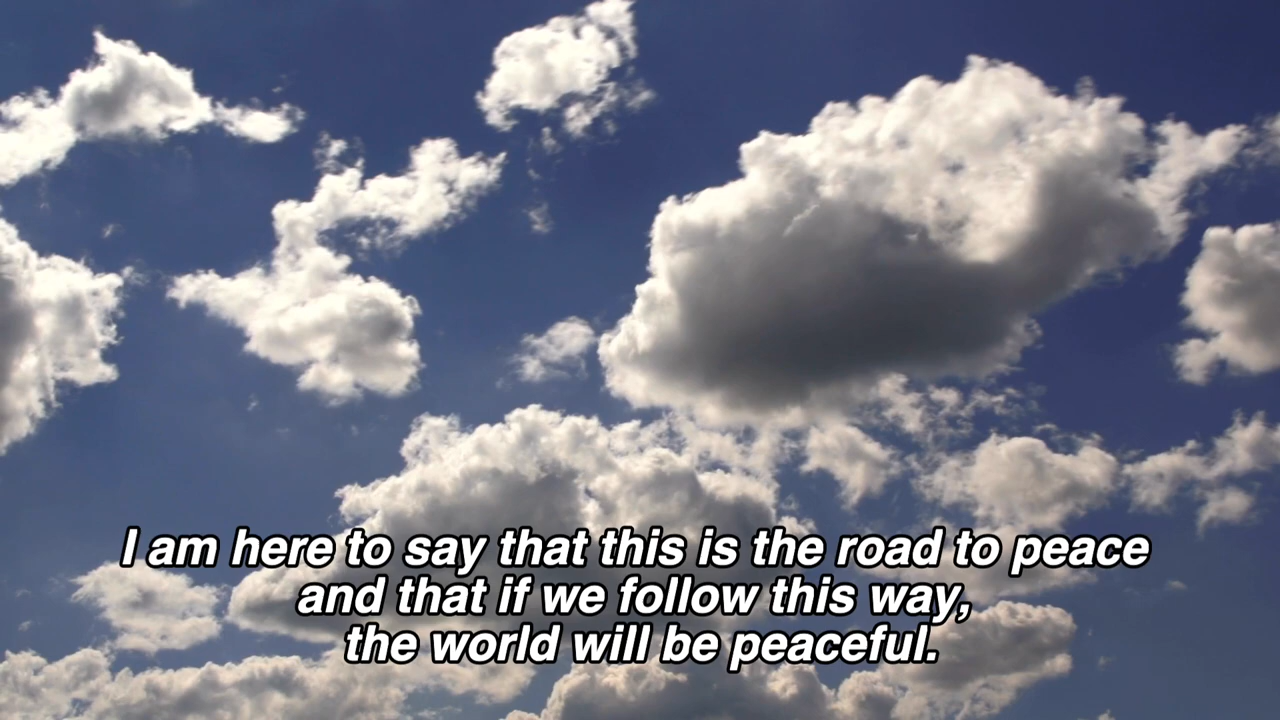 I am here to say that this is the road to peace
and that if we follow this way,
the world will be peaceful.